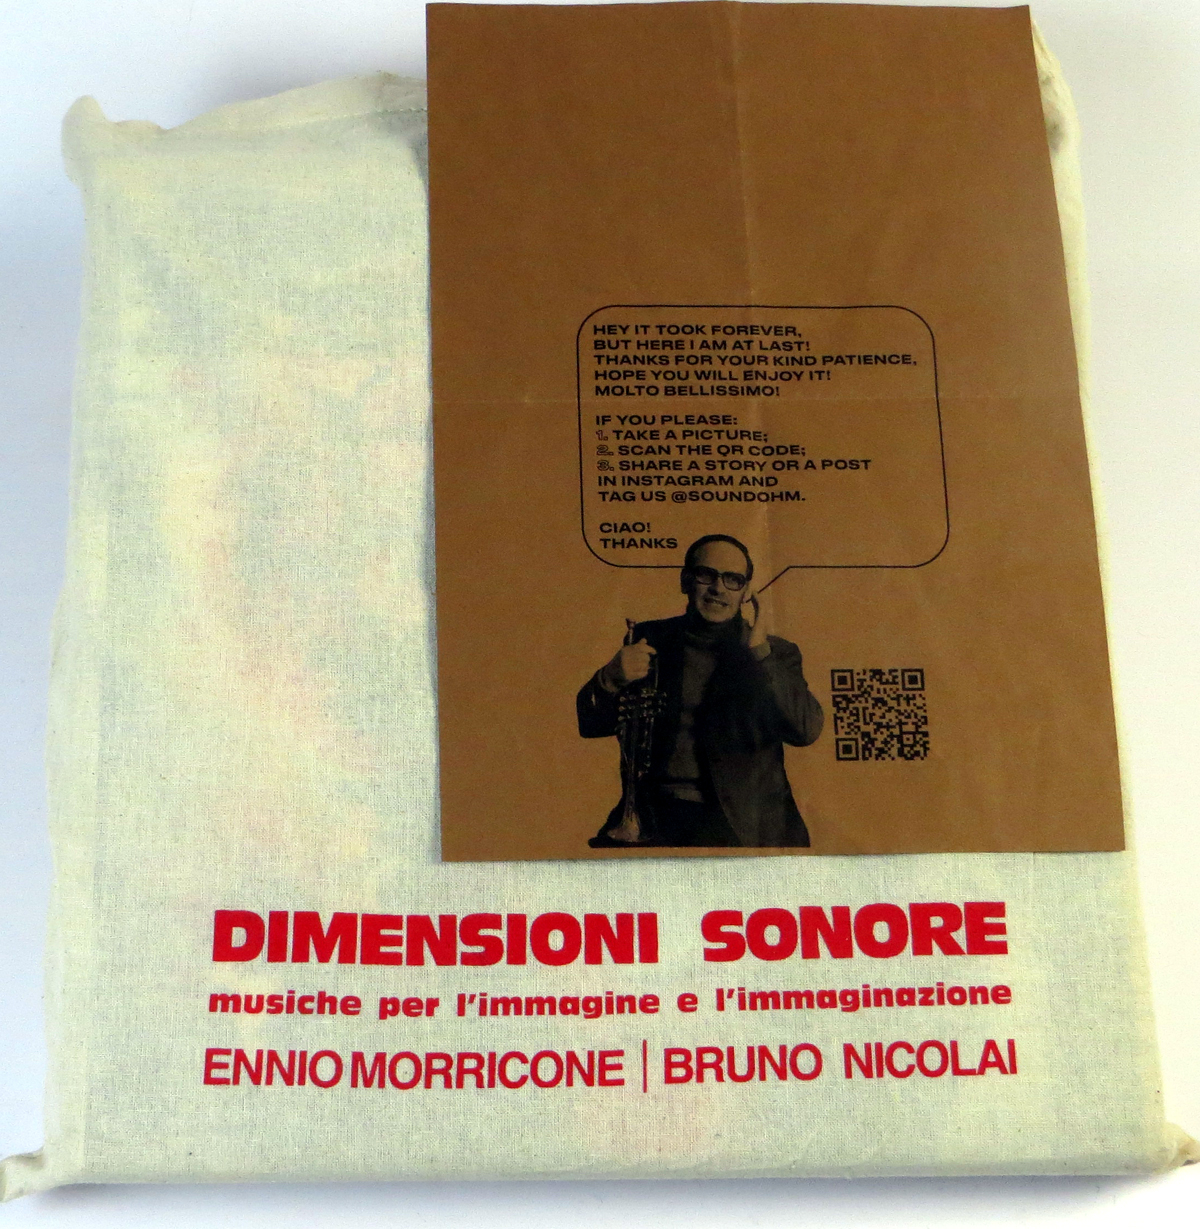 HEY IT TOOK FOREVER,
BUT HERE I AM AT LAST!
THANKS FOR YOUR KIND PATIENCE,
HOPE YOU WILL ENJOY IT!
MOLTO BELLISSIMO!
IF YOU PLEASE:
1. TAKE A PICTURE;
2. SCAN THE QR CODE;
3. SHARE A STORY OR A POST
IN INSTAGRAM AND
TAG US @SOUNDOHM.
CIAO!
THANKS
DIMENSIONI SONORE
musiche per l'immagine e l'immaginazione
ENNIO MORRICONE | BRUNO NICOLAI